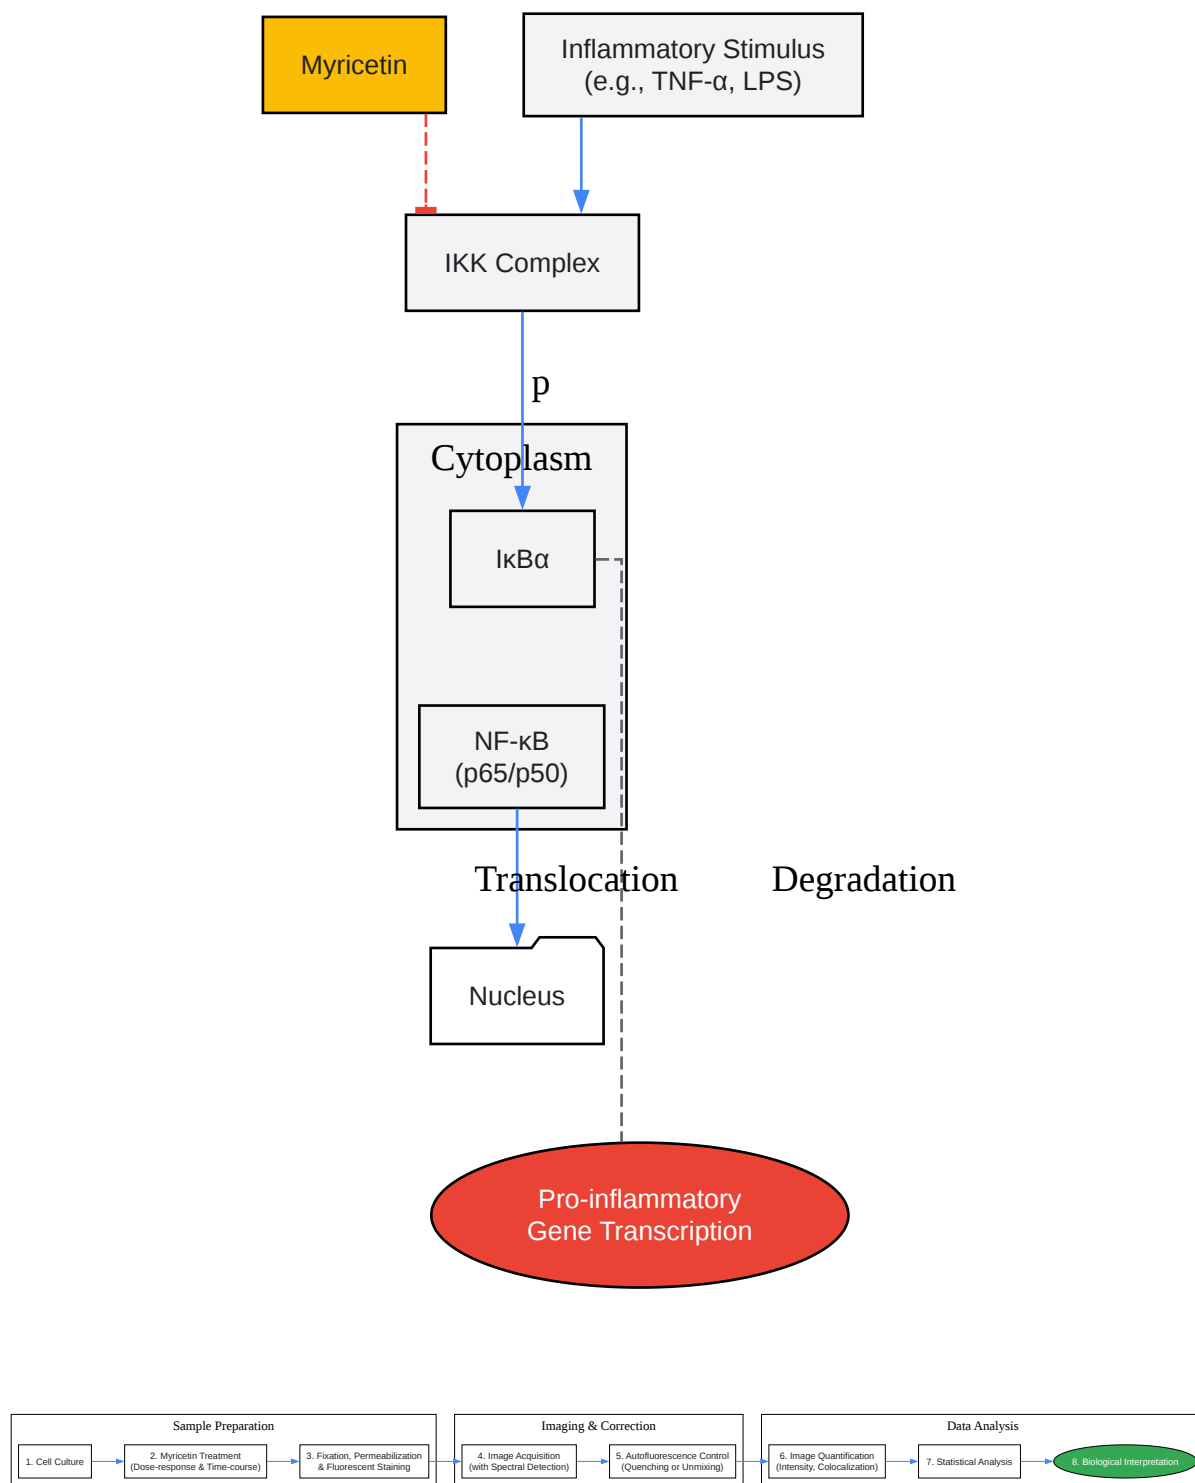 Myricetin
Inflammatory Stimulus
(e.g., TNF-α, LPS)
IKK Complex
p
Cytoplasm
IκBα
NF-κB
(p65/p50)
Translocation
Degradation
Nucleus
Pro-inflammatory
Gene Transcription
Sample Preparation
1. Cell Culture
2. Myricetin Treatment
(Dose-response & Time-course)
3. Fixation, Permeabilization
& Fluorescent Staining
Imaging & Correction
4. Image Acquisition
(with Spectral Detection)
5. Autofluorescence Control
(Quenching or Unmixing)
Data Analysis
6. Image Quantification
(Intensity, Colocalization)
7. Statistical Analysis
8. Biological Interpretation